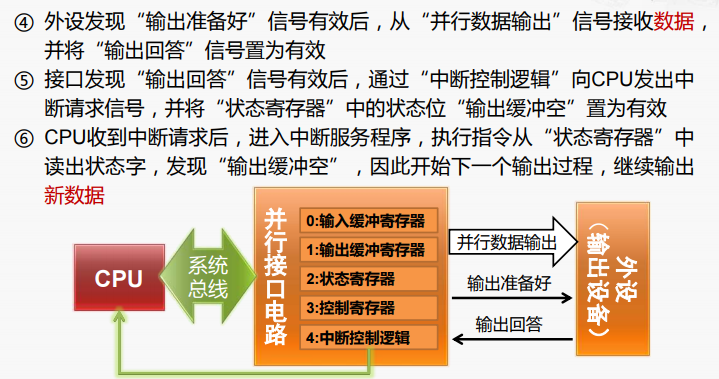 ④ 外设发现“输出准备好”信号有效后，从“并行数据输出”信号接收数据，
并将“输出回答”信号置为有效
⑤ 接口发现“输出回答”信号有效后，通过“中断控制逻辑”向CPU发出中
断请求信号，并将“状态寄存器”中的状态位“输出缓冲空”置为有效
⑥ CPU收到中断请求后，进入中断服务程序，执行指令从“状态寄存器”中
读出状态字，发现“输出缓冲空”，因此开始下一个输出过程，继续输出
新数据
CPU
系统
总线
并行接口电路
0:输入缓冲寄存器
1:输出缓冲寄存器
2:状态寄存器
3:控制寄存器
4:中断控制逻辑
并行数据输出
输出准备好
输出回答
外设
（输出设备）